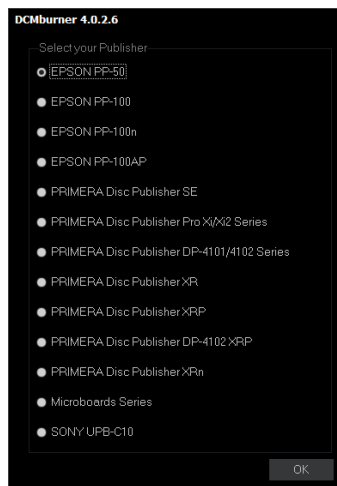 DCMburner 4.0.2.6
Select your Publisher
EPSON PP-50
EPSON PP-100
EPSON PP-100n
EPSON PP-100AP
PRIMERA Disc Publisher SE
PRIMERA Disc Publisher Pro Xi/Xi2 Series
PRIMERA Disc Publisher DP-4101/4102 Series
PRIMERA Disc Publisher XR
PRIMERA Disc Publisher XRP
PRIMERA Disc Publisher DP-4102 XRP
PRIMERA Disc Publisher XRn
Microboards Series
SONY UPB-C10
OK